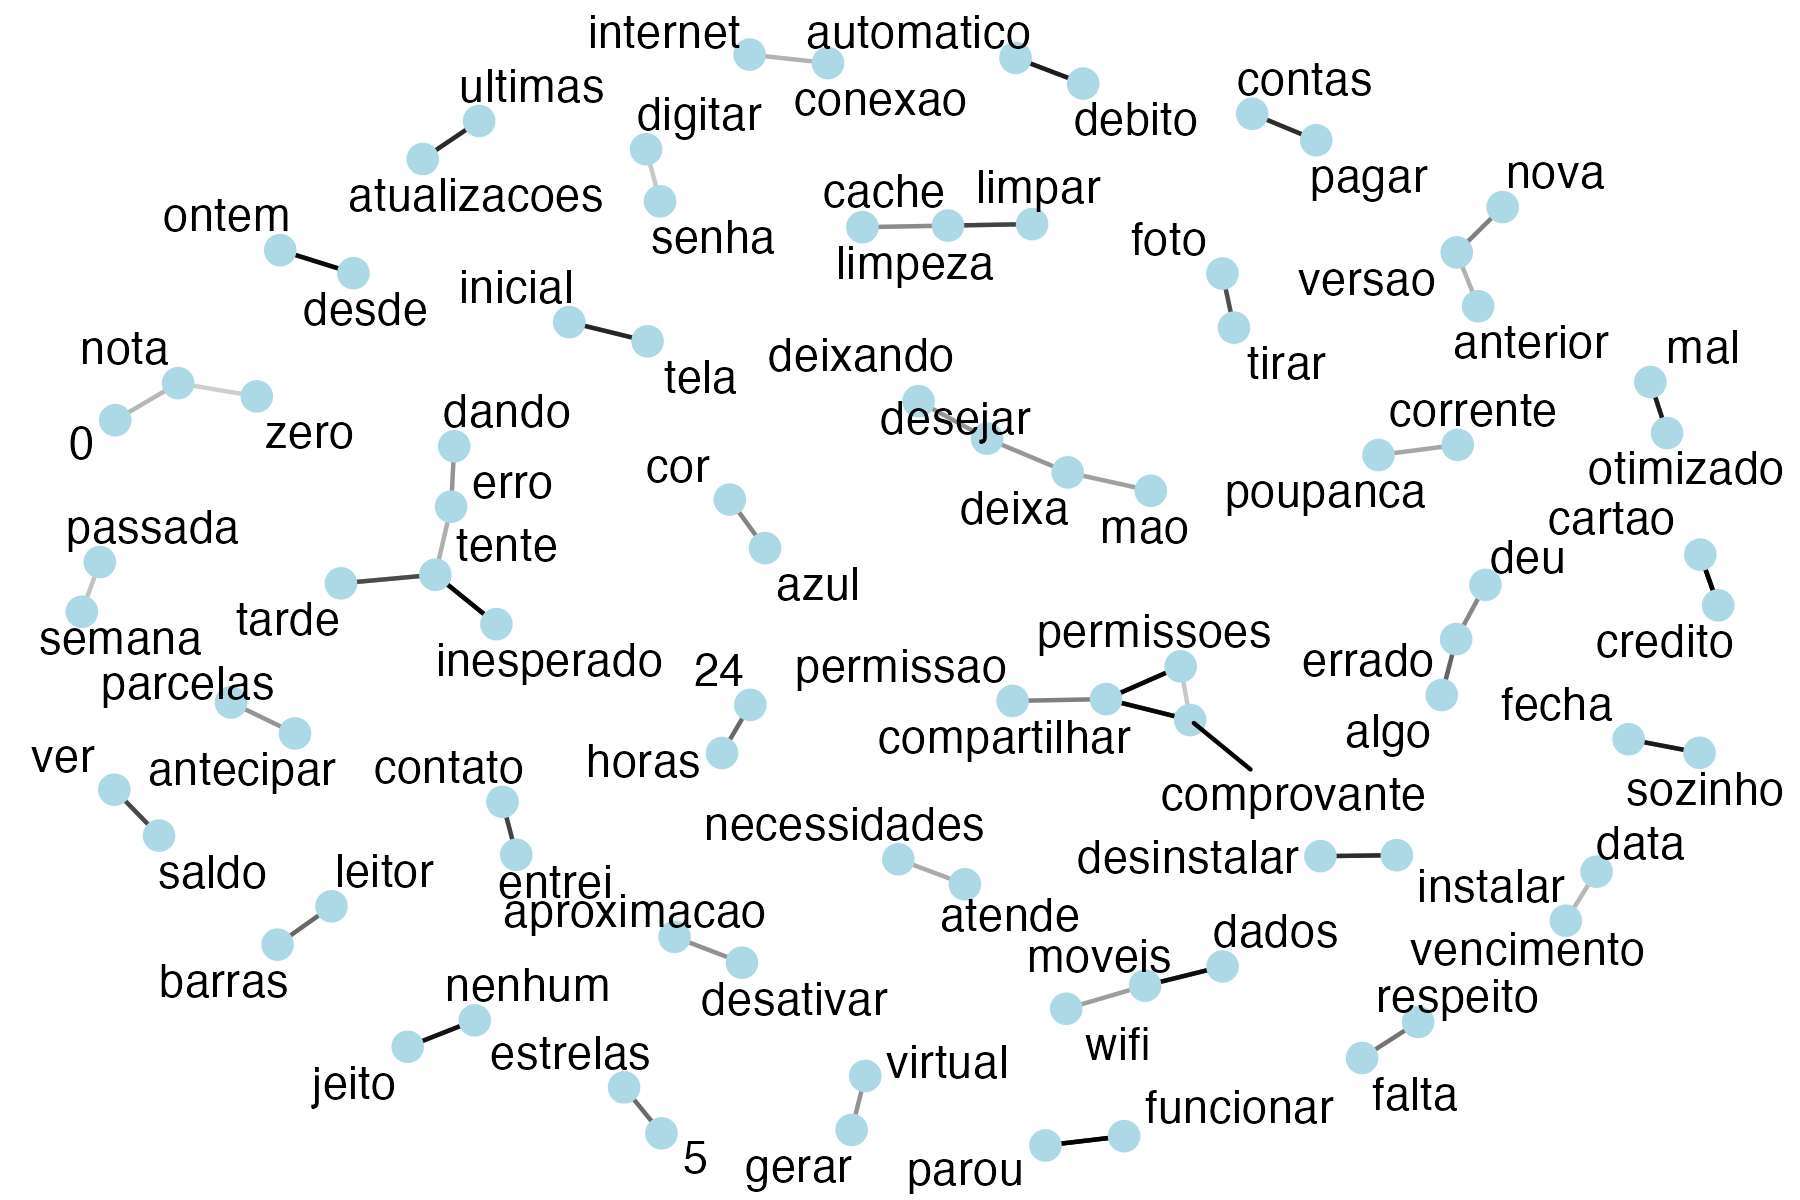 internet
automatico
ultimas
conexao
contas
digitar
debito
nova
atualizacoes
pagar
cache
limpar
ontem
senha
foto
limpeza
versao
inicial
desde
anterior
nota
tela
deixando
tirar
mal
0
zero
dando
desejar
corrente
cor
otimizado
erro
deixa
mao
poupanca
cartao
passada
tente
azul
deu
semana
tarde
inesperado
permissoes
credito
parcelas
24
permissao
errado
fecha
ver
antecipar
contato
horas
compartilhar
algo
comprovante
sozinho
necessidades
saldo
leitor
entrei
desinstalar
instalar
data
aproximacao
atende
dados
vencimento
barras
nenhum
desativar
moveis
respeito
jeito
estrelas
virtual
wifi
falta
5
gerar
parou
funcionar